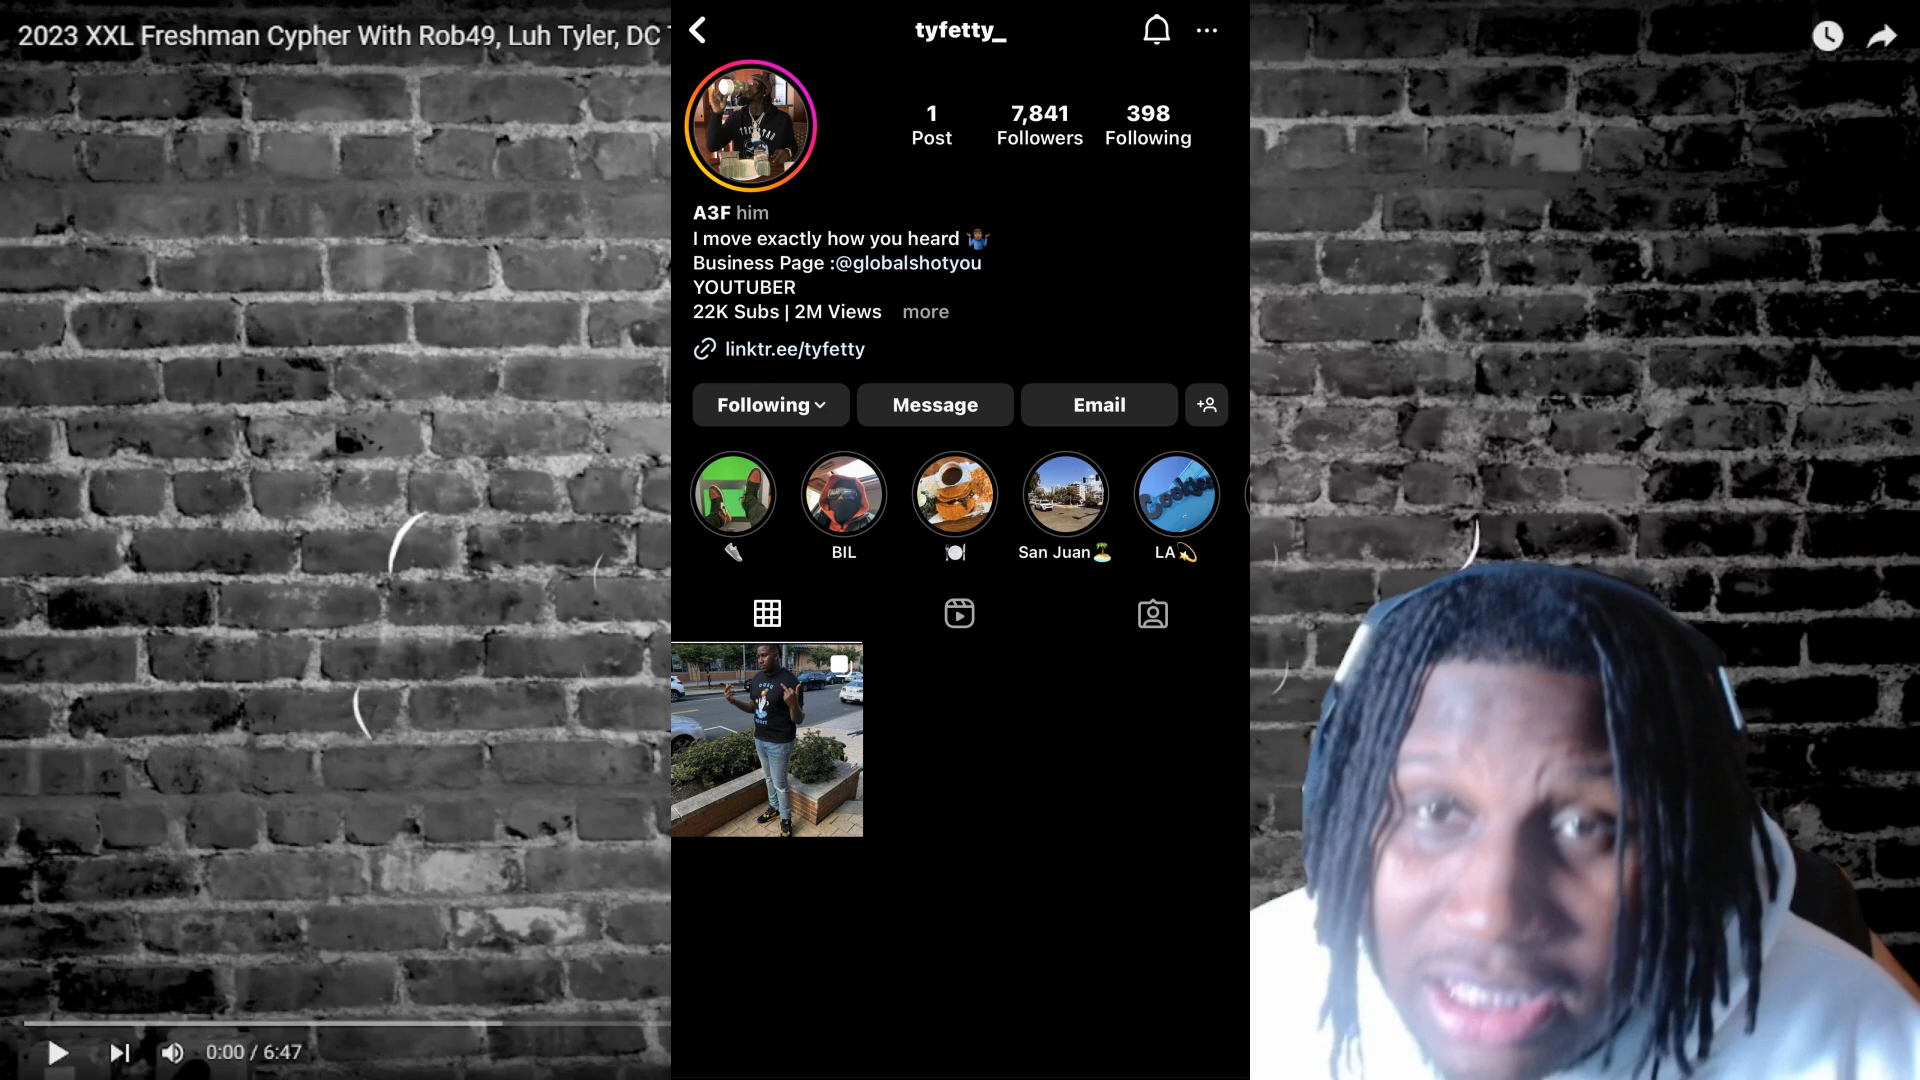 2023 XXL Freshman Cypher With Rob49, Luh Tyler, DC
tyfetty_
1
Post
7,841
Followers
398
Following
A3F him
I move exactly how you heard 🤷🏾‍♂️
Business Page :@globalshotyou
YOUTUBER
22K Subs | 2M Views more
linktr.ee/tyfetty
Following
Message
Email
Cookies
👟
BIL
🍽️
San Juan🏝️
LA💫
0:00 / 6:47